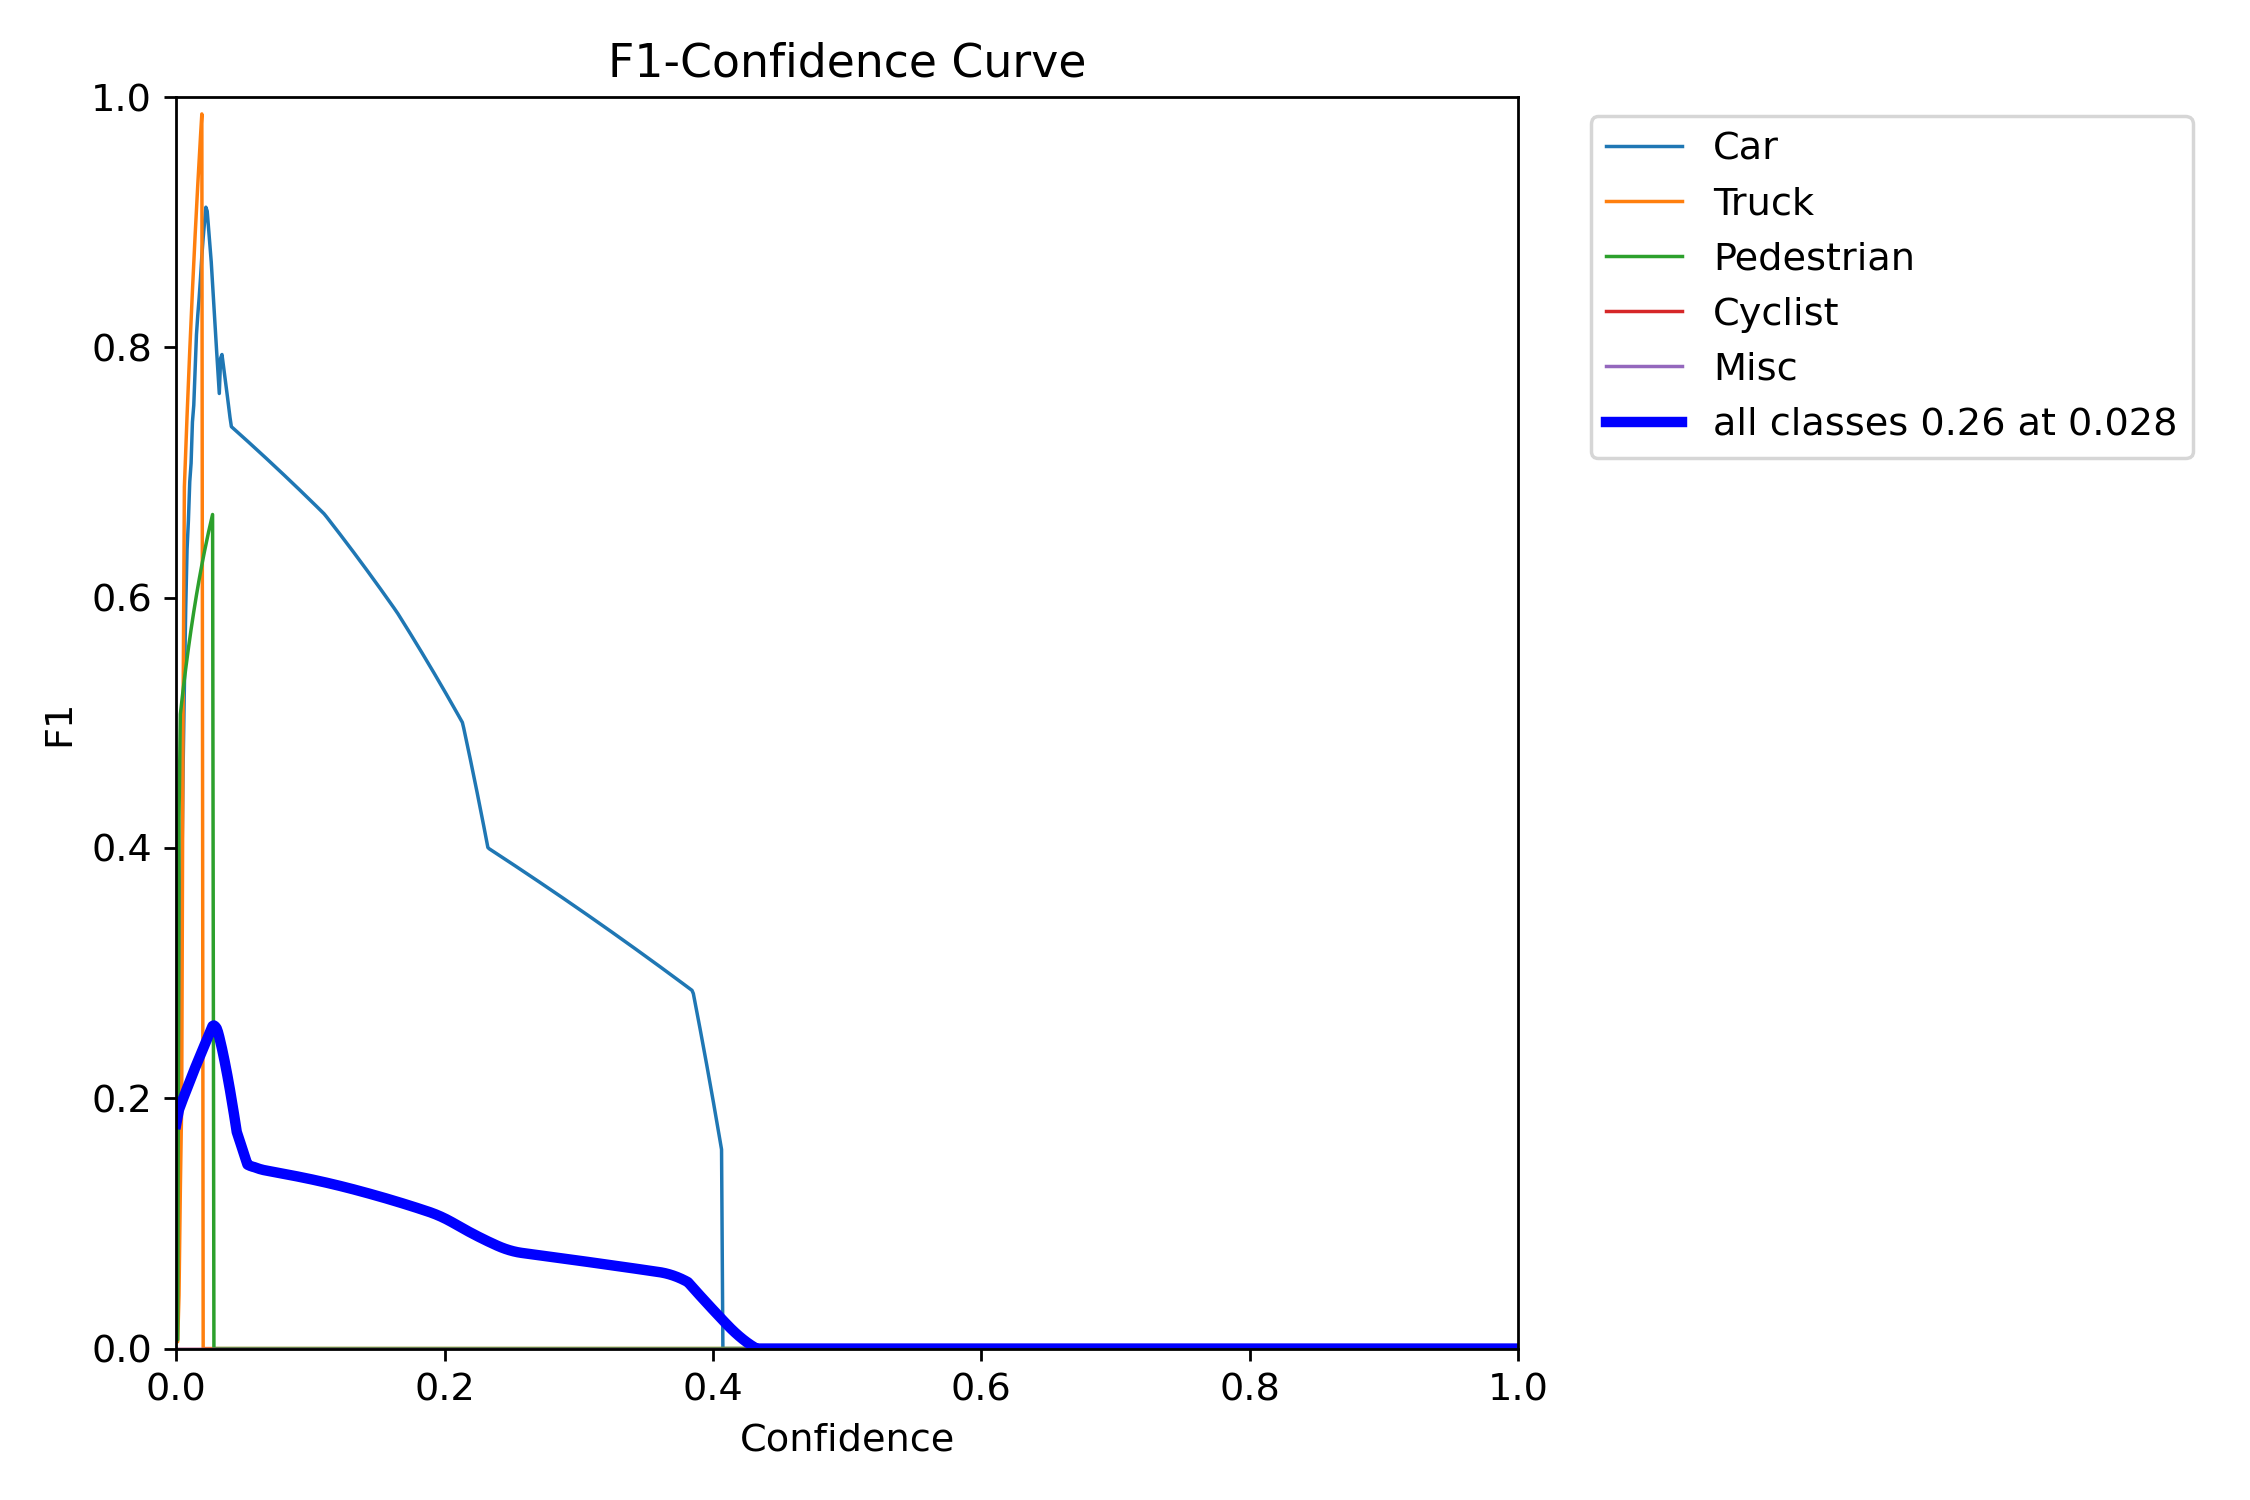 F1-Confidence Curve
1.0
0.8
0.6
0.4
0.2
0.0
F1
0.0 0.2 0.4 0.6 0.8 1.0
Confidence
Car
Truck
Pedestrian
Cyclist
Misc
all classes 0.26 at 0.028